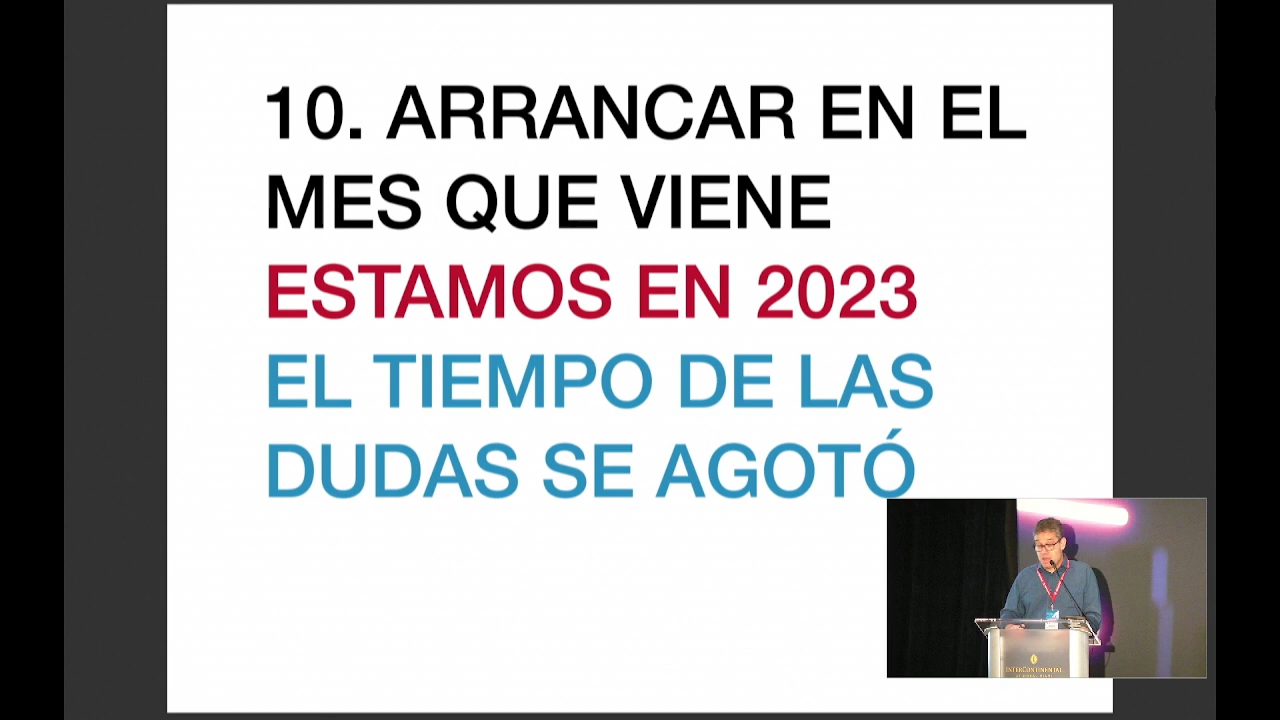 10. ARRANCAR EN EL
MES QUE VIENE
ESTAMOS EN 2023
EL TIEMPO DE LAS
DUDAS SE AGOTÓ
INTERCONTINENTAL